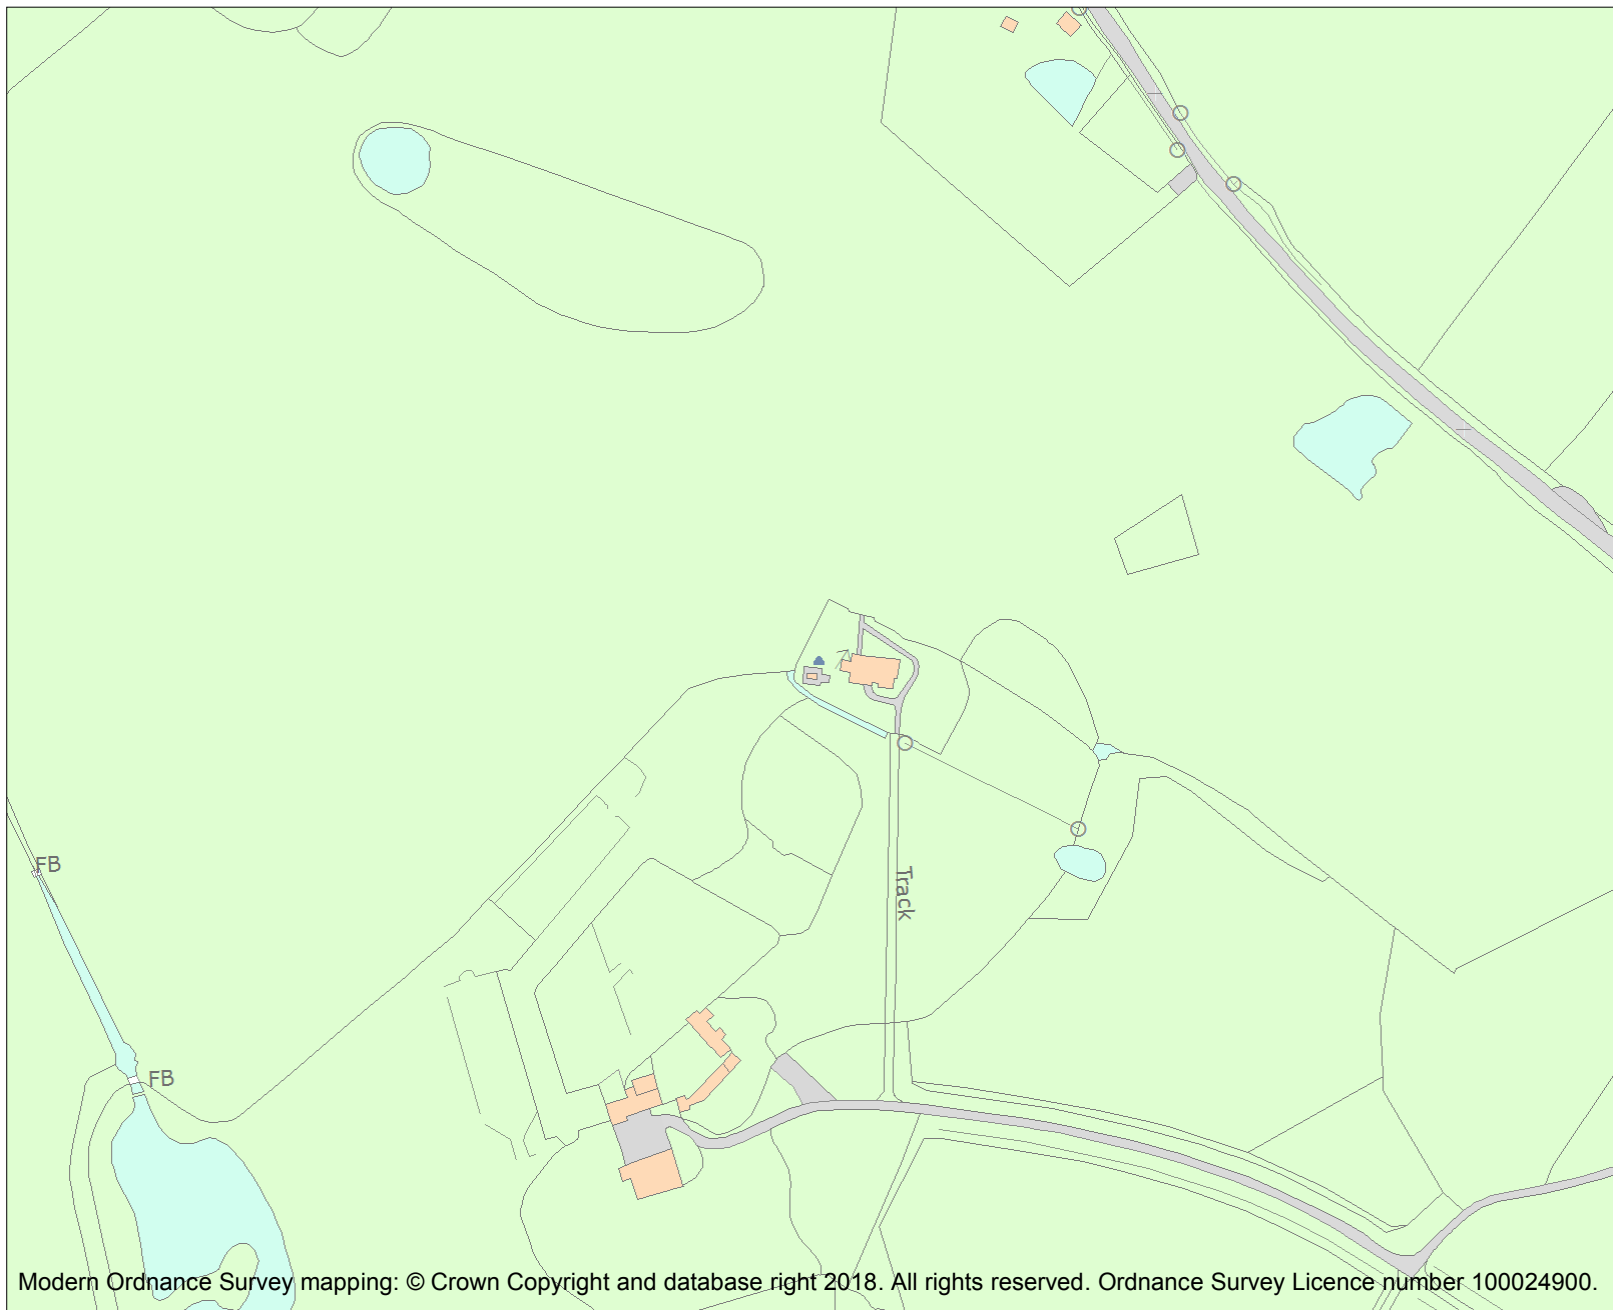 FB
Track
FB
Modern Ordnance Survey mapping: © Crown Copyright and database right 2018. All rights reserved. Ordnance Survey Licence number 100024900.